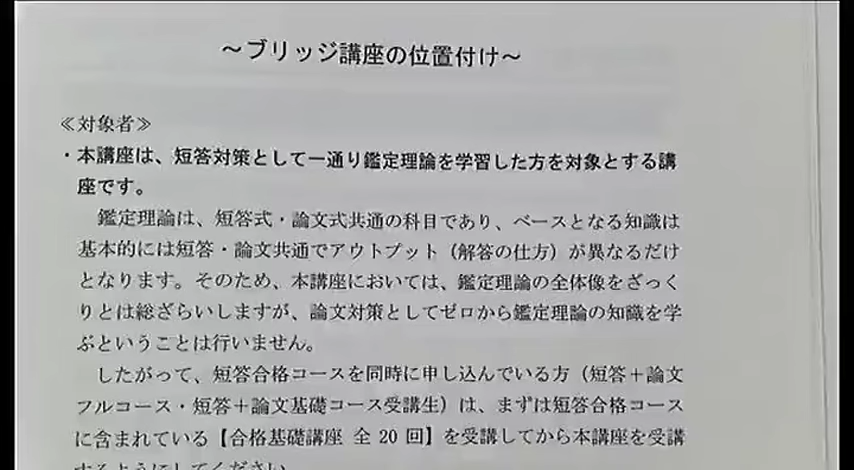 ～ブリッジ講座の位置付け～
≪対象者≫
・本講座は、短答対策として一通り鑑定理論を学習した方を対象とする講
座です。
鑑定理論は、短答式・論文式共通の科目であり、ベースとなる知識は
基本的には短答・論文共通でアウトプット（解答の仕方）が異なるだけ
となります。そのため、本講座においては、鑑定理論の全体像をざっく
りとは総ざらいしますが、論文対策としてゼロから鑑定理論の知識を学
ぶということは行いません。
したがって、短答合格コースを同時に申し込んでいる方（短答＋論文
フルコース・短答＋論文基礎コース受講生）は、まずは短答合格コース
に含まれている【合格基礎講座 全 20 回】を受講してから本講座を受講
するようにしてください